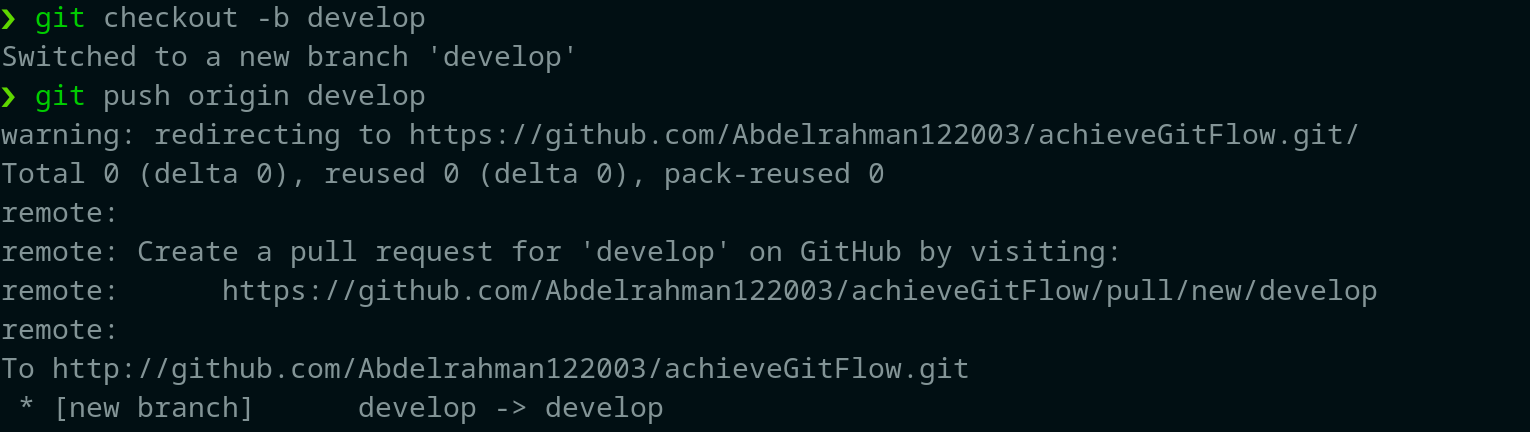 ❯ git checkout -b develop
Switched to a new branch 'develop'
❯ git push origin develop
warning: redirecting to https://github.com/Abdelrahman122003/achieveGitFlow.git/
Total 0 (delta 0), reused 0 (delta 0), pack-reused 0
remote:
remote: Create a pull request for 'develop' on GitHub by visiting:
remote:      https://github.com/Abdelrahman122003/achieveGitFlow/pull/new/develop
remote:
To http://github.com/Abdelrahman122003/achieveGitFlow.git
 * [new branch]      develop -> develop